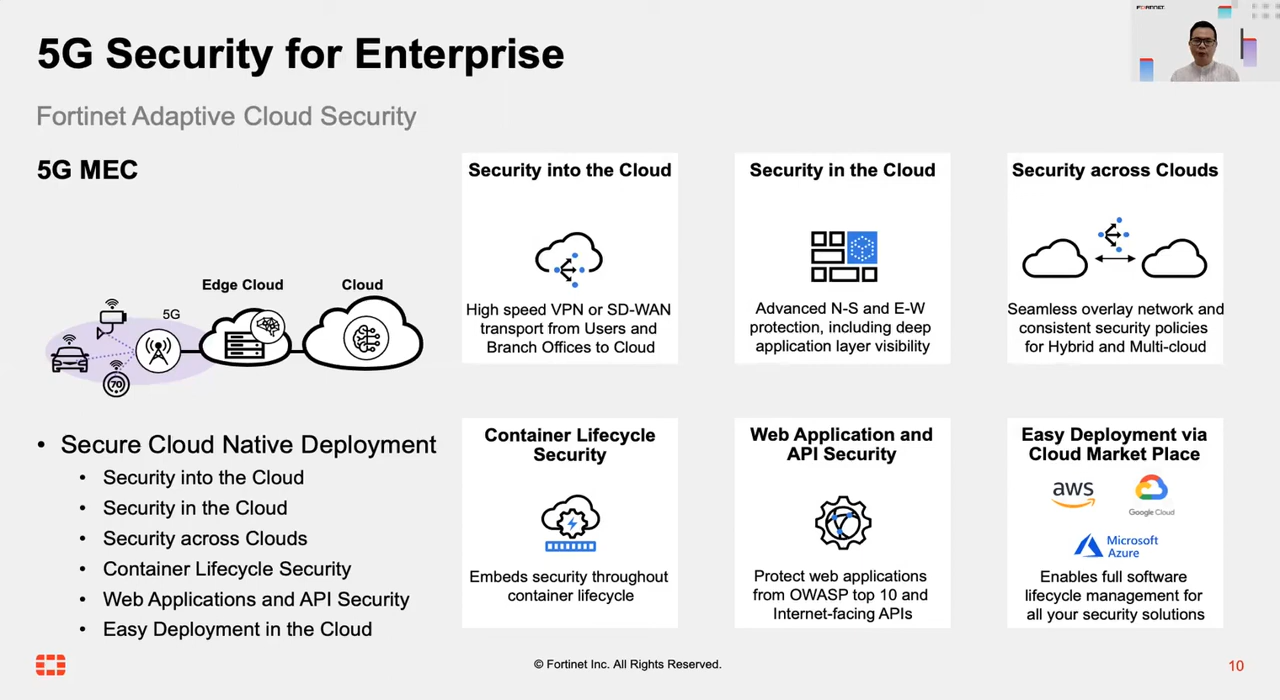 5G Security for Enterprise
FORTINET
Fortinet Adaptive Cloud Security
5G MEC
Edge Cloud
Cloud
5G
70
• Secure Cloud Native Deployment
• Security into the Cloud
• Security in the Cloud
• Security across Clouds
• Container Lifecycle Security
• Web Applications and API Security
• Easy Deployment in the Cloud
Security into the Cloud
High speed VPN or SD-WAN
transport from Users and
Branch Offices to Cloud
Security in the Cloud
Advanced N-S and E-W
protection, including deep
application layer visibility
Security across Clouds
Seamless overlay network and
consistent security policies
for Hybrid and Multi-cloud
Container Lifecycle
Security
Embeds security throughout
container lifecycle
Web Application and
API Security
Protect web applications
from OWASP top 10 and
Internet-facing APIs
Easy Deployment via
Cloud Market Place
aws
Google Cloud
Microsoft
Azure
Enables full software
lifecycle management for
all your security solutions
© Fortinet Inc. All Rights Reserved.
10